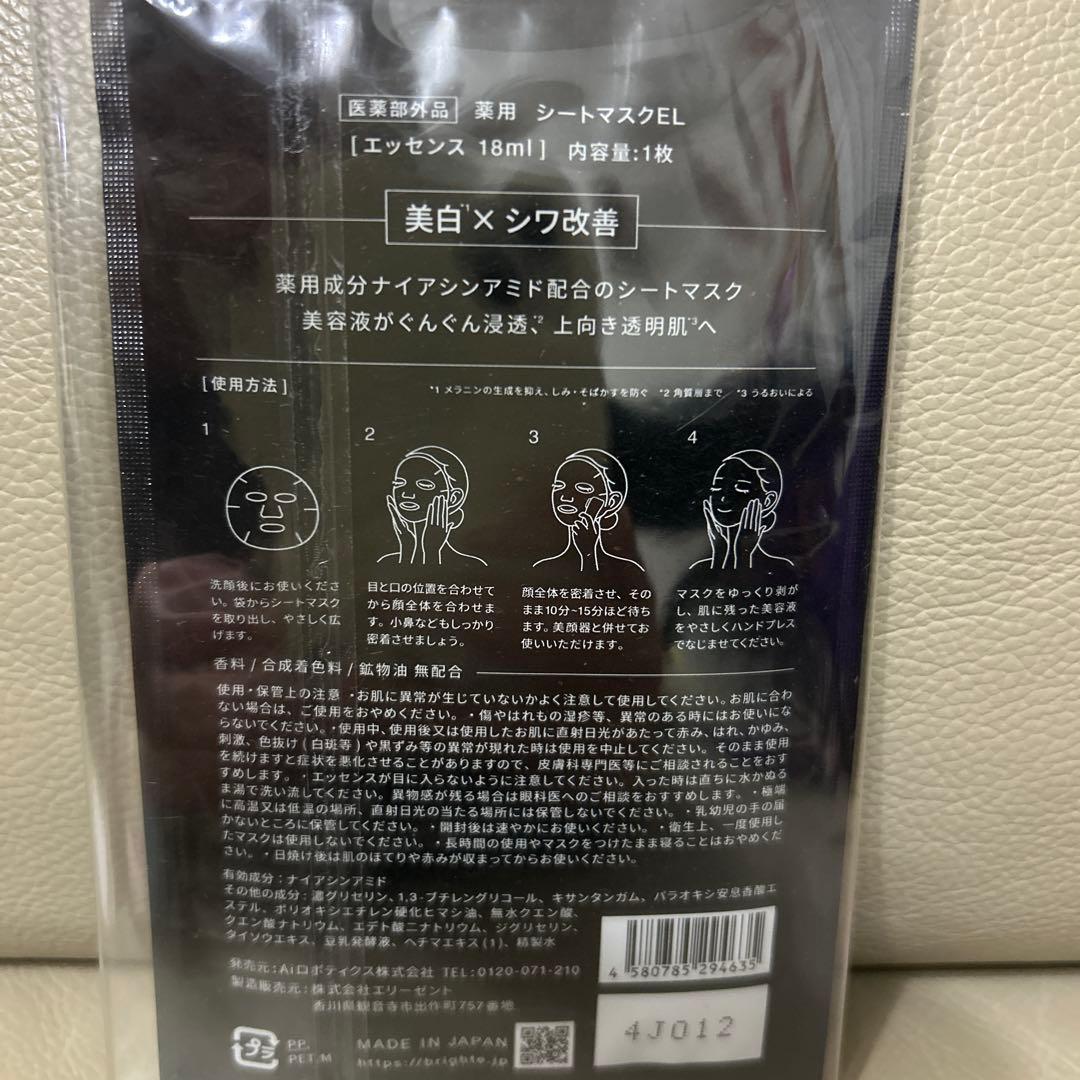 医薬部外品 薬用 シートマスクEL
[エッセンス 18ml] 内容量:1枚
美白*1 × シワ改善
薬用成分ナイアシンアミド配合のシートマスク
美容液がぐんぐん浸透、*2 上向き透明肌*3へ
[使用方法]
*1 メラニンの生成を抑え、しみ・そばかすを防ぐ *2 角質層まで *3 うるおいによる
1
2
3
4
洗顔後にお使いくださ
い。袋からシートマスク
を取り出し、やさしく広
げます。
目と口の位置を合わせて
から顔全体を合わせま
す。小鼻などもしっかり
密着させましょう。
顔全体を密着させ、その
まま10分~15分ほど待ち
ます。美顔器と併せてお
使いいただけます。
マスクをゆっくり剥が
し、肌に残った美容液
をやさしくハンドプレス
でなじませてください。
香料 / 合成着色料 / 鉱物油 無配合
使用・保管上の注意 ・お肌に異常が生じていないかよく注意して使用してください。お肌に合わ
ない場合は、ご使用をおやめください。・傷やはれもの湿疹等、異常のある時にはお使いにな
らないでください。・使用中、使用後又は使用したお肌に直射日光があたって赤み、はれ、かゆみ、
刺激、色抜け(白斑等)や黒ずみ等の異常が現れた時は使用を中止してください。そのまま使用
を続けますと症状を悪化させることがありますので、皮膚科専門医等にご相談されることをおす
すめします。・エッセンスが目に入らないように注意してください。入った時は直ちに水かぬる
ま湯で洗い流してください。異物感が残る場合は眼科医へのご相談をおすすめします。・極端
に高温又は低温の場所、直射日光の当たる場所には保管しないでください。・乳幼児の手の届
かないところに保管してください。・開封後は速やかにお使いください。・衛生上、一度使用し
たマスクは使用しないでください。・長時間の使用やマスクをつけたまま寝ることはおやめくだ
さい。・日焼け後は肌のほてりや赤みが収まってからお使いください。
有効成分：ナイアシンアミド
その他の成分：濃グリセリン、1,3-ブチレングリコール、キサンタンガム、パラオキシ安息香酸エ
ステル、ポリオキシエチレン硬化ヒマシ油、無水クエン酸、
クエン酸ナトリウム、エデト酸二ナトリウム、ジグリセリン、
タイソウエキス、豆乳発酵液、ヘチマエキス(1)、精製水
発売元：Aiロボティクス株式会社 TEL:0120-071-210
製造販売元：株式会社エリーゼント
香川県観音寺市出作町757番地
4 580785 294635
4J012
プラ
PP,
PET,M
MADE IN JAPAN
https://brighte.jp